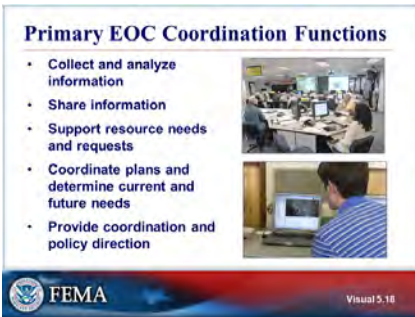 Primary EOC Coordination Functions
• Collect and analyze
information
• Share information
• Support resource needs
and requests
• Coordinate plans and
determine current and
future needs
• Provide coordination and
policy direction
FEMA
Visual 5.18